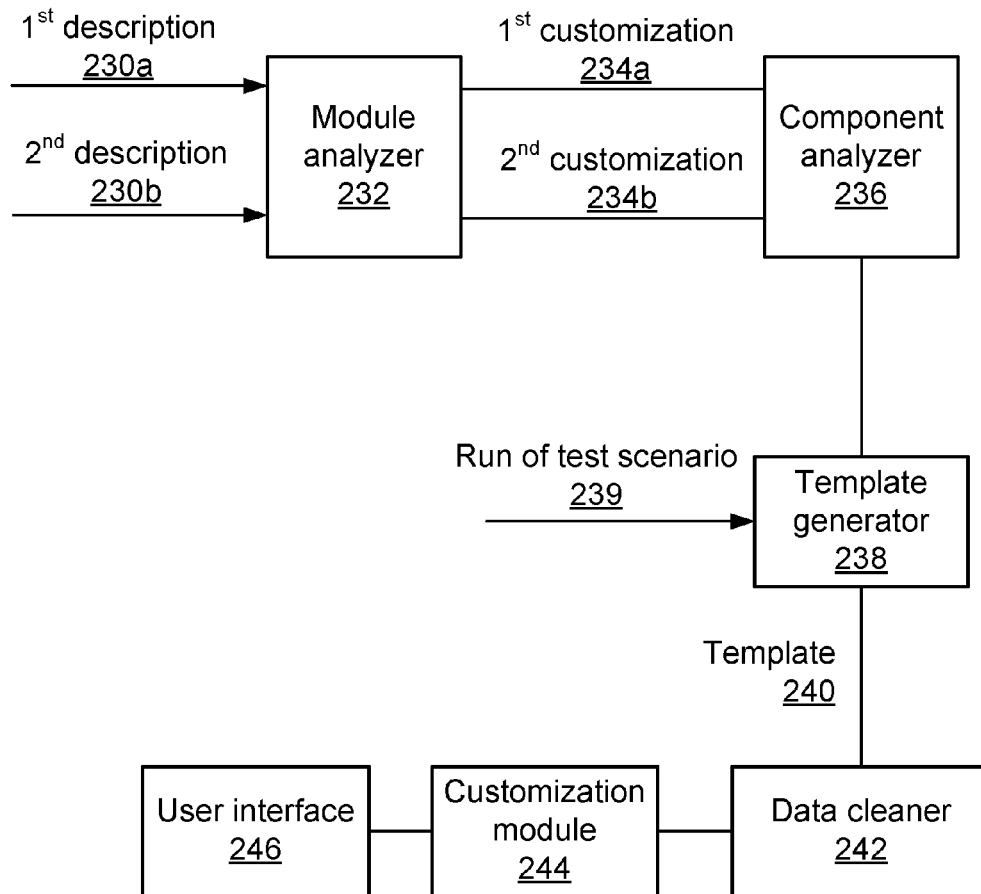 1st description
230a
1st customization
234a
Module
analyzer
232
Component
analyzer
236
2nd description
230b
2nd customization
234b
Run of test scenario
239
Template
generator
238
Template
240
User interface
246
Customization
module
244
Data cleaner
242